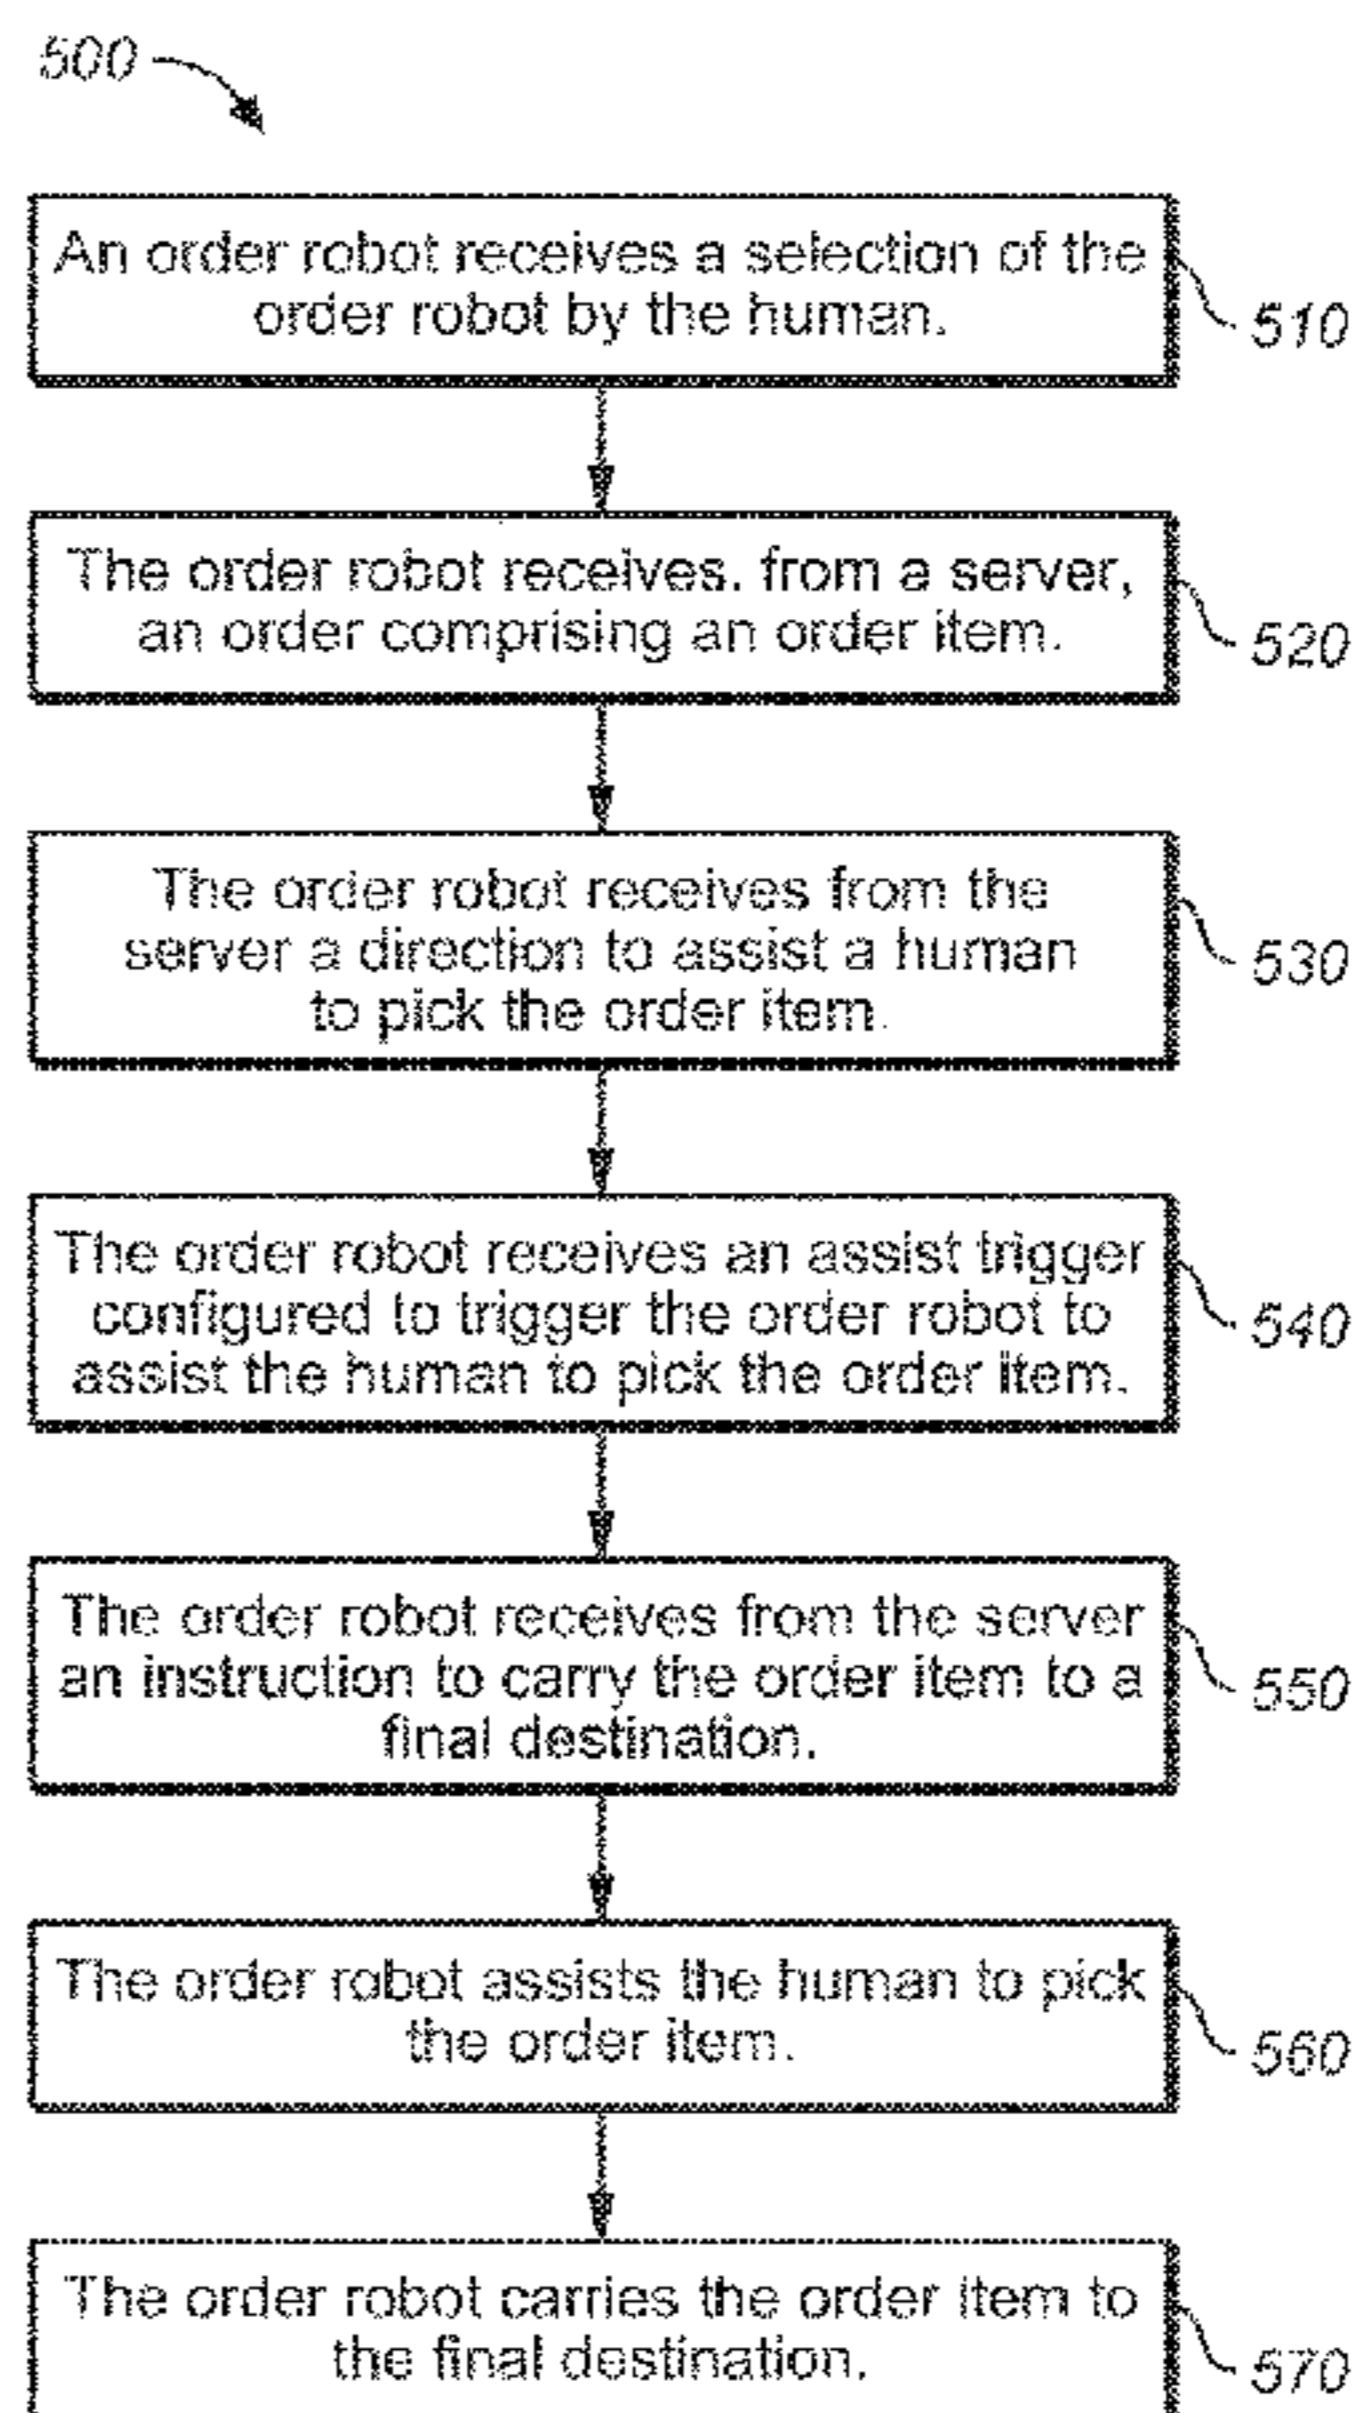 500
An order robot receives a selection of the
order robot by the human.
510
The order robot receives. from a server,
an order comprising an order item.
520
The order robot receives from the
server a direction to assist a human
to pick the order item.
530
The order robot receives an assist trigger
configured to trigger the order robot to
assist the human to pick the order item.
540
The order robot receives from the server
an instruction to carry the order item to a
final destination.
550
The order robot assists the human to pick
the order item.
560
The order robot carries the order item to
the final destination.
570